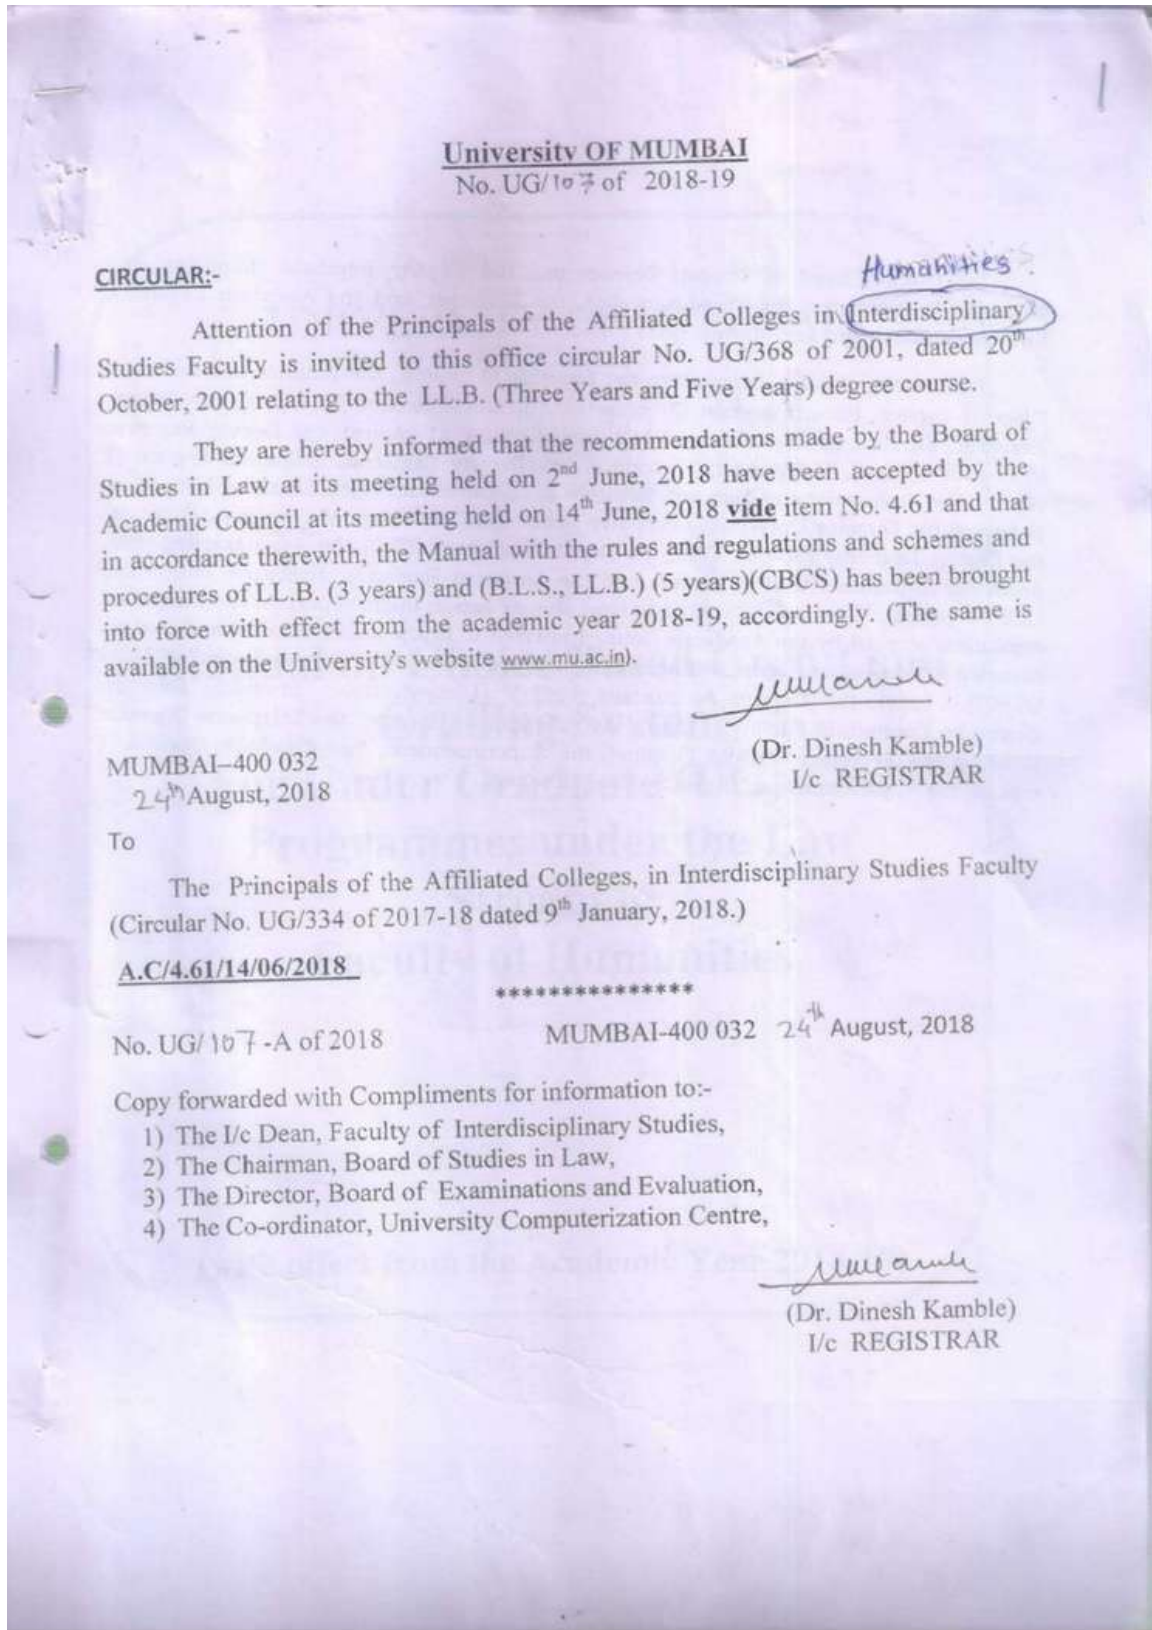 University OF MUMBAI
No. UG/107 of 2018-19
CIRCULAR:-
Humanities
Attention of the Principals of the Affiliated Colleges in Interdisciplinary
Studies Faculty is invited to this office circular No. UG/368 of 2001, dated 20th
October, 2001 relating to the LL.B. (Three Years and Five Years) degree course.
They are hereby informed that the recommendations made by the Board of
Studies in Law at its meeting held on 2nd June, 2018 have been accepted by the
Academic Council at its meeting held on 14th June, 2018 vide item No. 4.61 and that
in accordance therewith, the Manual with the rules and regulations and schemes and
procedures of LL.B. (3 years) and (B.L.S., LL.B.) (5 years)(CBCS) has been brought
into force with effect from the academic year 2018-19, accordingly. (The same is
available on the University's website www.mu.ac.in).
(Dr. Dinesh Kamble)
I/c REGISTRAR
MUMBAI–400 032
24th August, 2018
To
The Principals of the Affiliated Colleges, in Interdisciplinary Studies Faculty
(Circular No. UG/334 of 2017-18 dated 9th January, 2018.)
A.C/4.61/14/06/2018
***************
No. UG/107-A of 2018 MUMBAI-400 032 24th August, 2018
Copy forwarded with Compliments for information to:-
1) The I/c Dean, Faculty of Interdisciplinary Studies,
2) The Chairman, Board of Studies in Law,
3) The Director, Board of Examinations and Evaluation,
4) The Co-ordinator, University Computerization Centre,
(Dr. Dinesh Kamble)
I/c REGISTRAR